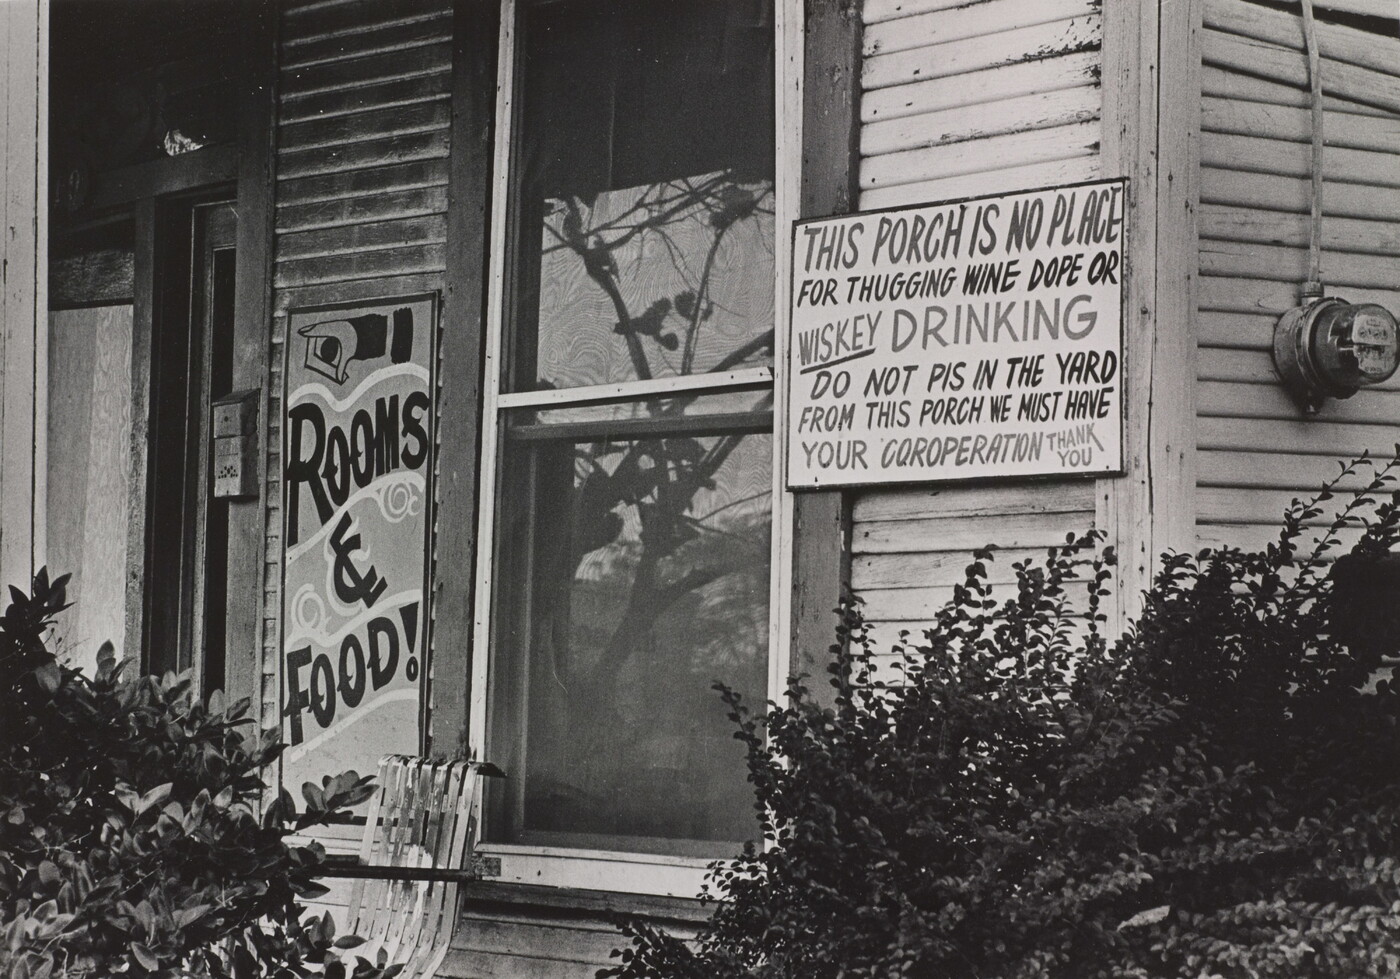 ROOMS
&
FOOD!
THIS PORCH IS NO PLACE
FOR THUGGING WINE DOPE OR
WISKEY DRINKING
DO NOT PIS IN THE YARD
FROM THIS PORCH WE MUST HAVE
YOUR COROPERATION THANK
YOU